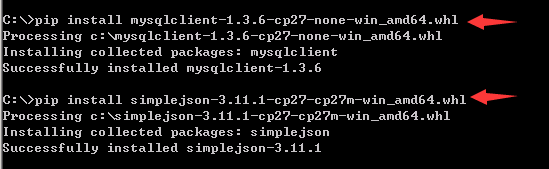 C:\>pip install mysqlclient-1.3.6-cp27-none-win_amd64.whl
Processing c:\mysqlclient-1.3.6-cp27-none-win_amd64.whl
Installing collected packages: mysqlclient
Successfully installed mysqlclient-1.3.6
C:\>pip install simplejson-3.11.1-cp27-cp27m-win_amd64.whl
Processing c:\simplejson-3.11.1-cp27-cp27m-win_amd64.whl
Installing collected packages: simplejson
Successfully installed simplejson-3.11.1